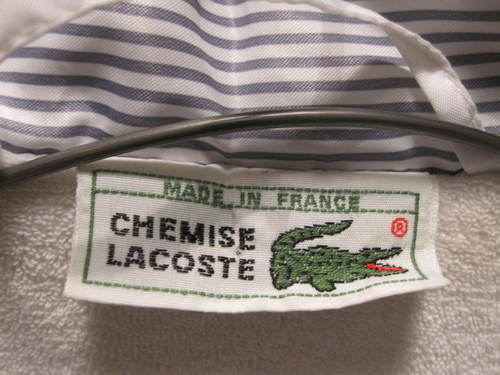 MADE IN FRANCE
CHEMISE
LACOSTE
®